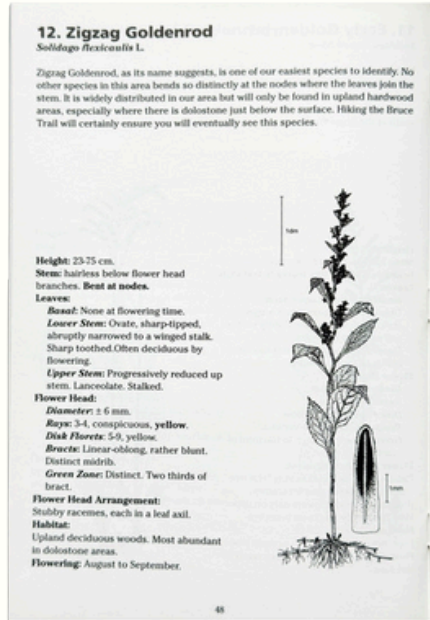 12. Zigzag Goldenrod
Solidago flexicaulis L.
Zigzag Goldenrod, as its name suggests, is one of our easiest species to identify. No
other species in this area bends so distinctly at the nodes where the leaves join the
stem. It is widely distributed in our area but will only be found in upland hardwood
areas, especially where there is dolostone just below the surface. Hiking the Bruce
Trail will certainly ensure you will eventually see this species.
Height: 23-75 cm.
Stem: hairless below flower head
branches. Bent at nodes.
Leaves:
Basal: None at flowering time.
Lower Stem: Ovate, sharp-tipped,
abruptly narrowed to a winged stalk.
Sharp toothed.Often deciduous by
flowering.
Upper Stem: Progressively reduced up
stem. Lanceolate. Stalked.
Flower Head:
Diameter: ± 6 mm.
Rays: 3-4, conspicuous, yellow.
Disk Florets: 5-9, yellow.
Bracts: Linear-oblong, rather blunt.
Distinct midrib.
Green Zone: Distinct. Two thirds of
bract.
Flower Head Arrangement:
Stubby racemes, each in a leaf axil.
Habitat:
Upland deciduous woods. Most abundant
in dolostone areas.
Flowering: August to September.
1mm
48